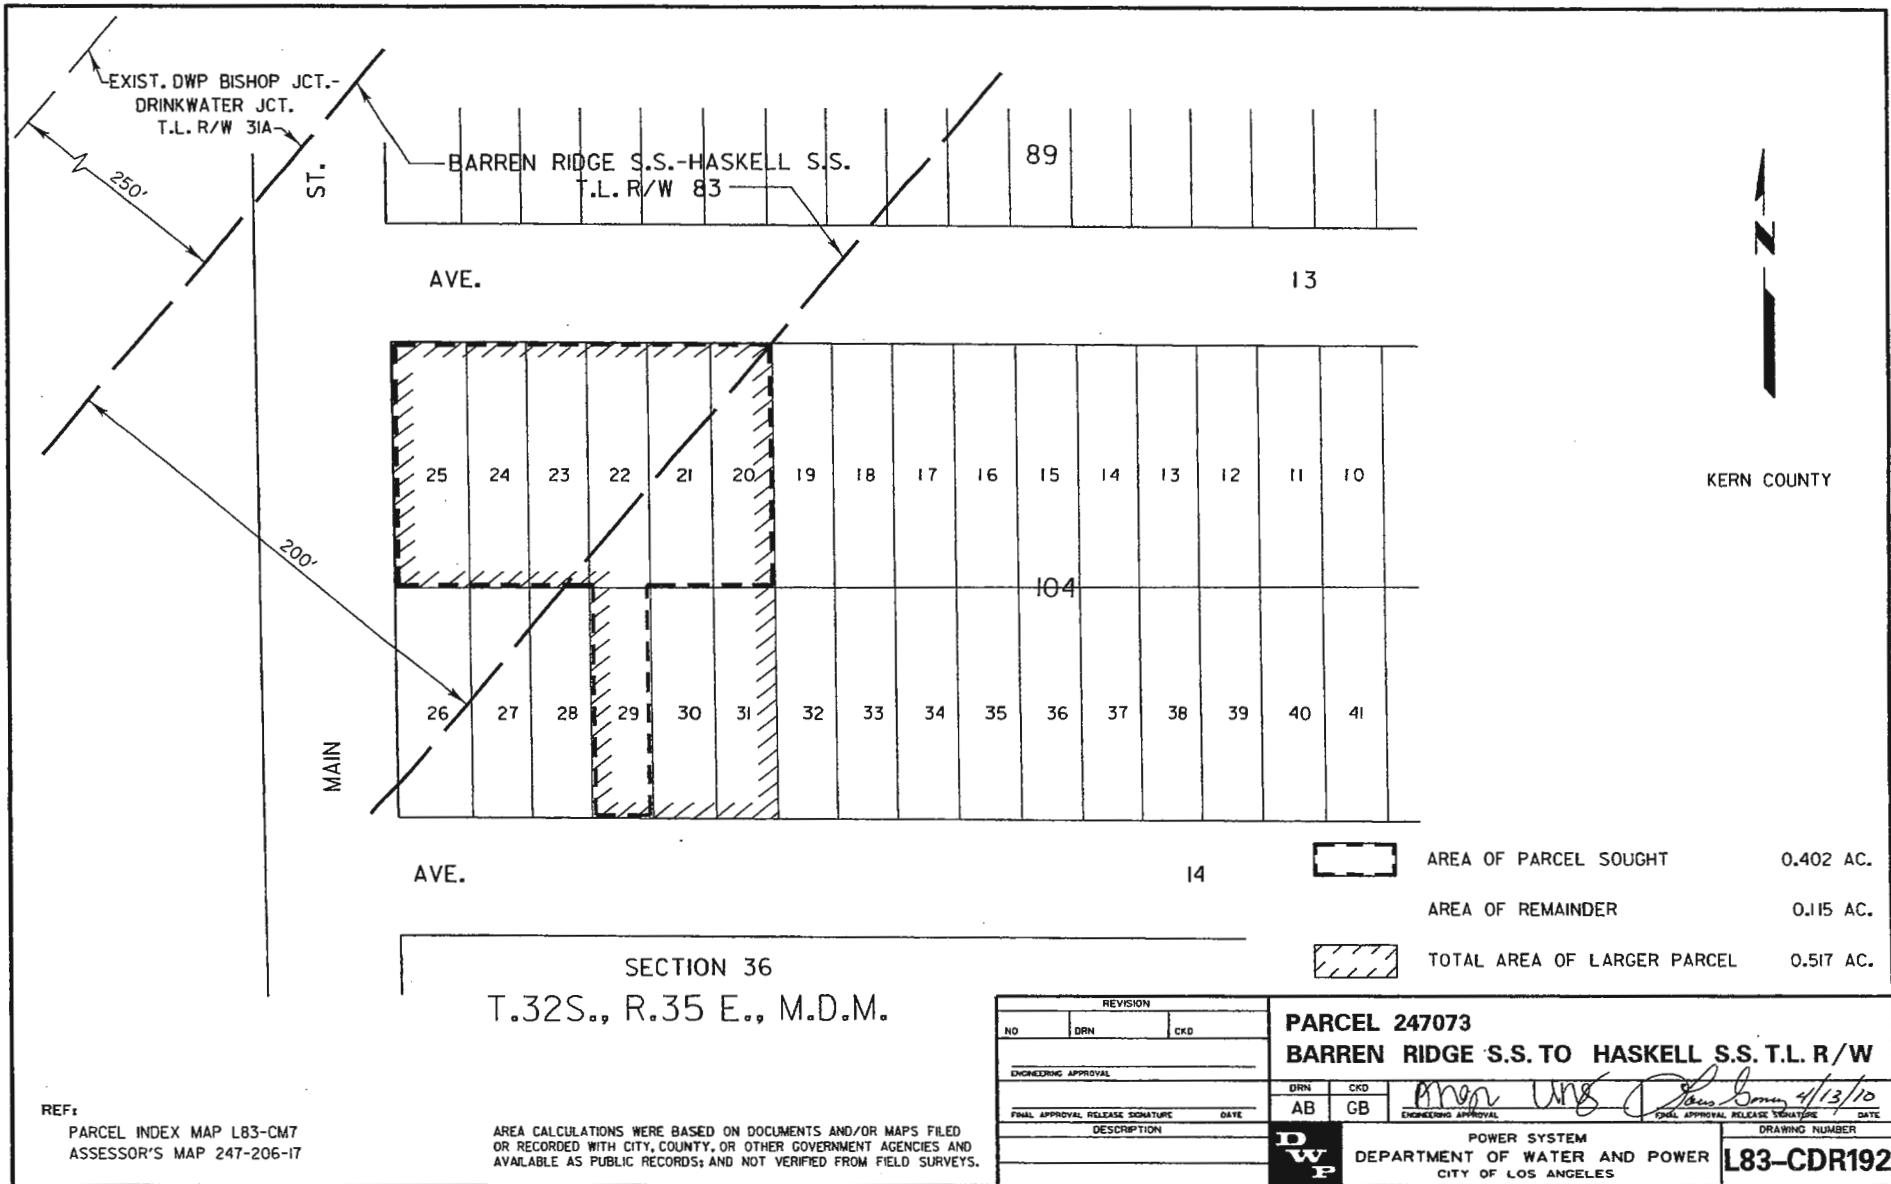 EXIST. DWP BISHOP JCT.-
DRINKWATER JCT.
T.L. R/W 31A
250'
ST.
BARREN RIDGE S.S.-HASKELL S.S.
T.L. R/W 83
89
N
AVE.
13
KERN COUNTY
200'
25 24 23 22 21 20 19 18 17 16 15 14 13 12 11 10
104
26 27 28 29 30 31 32 33 34 35 36 37 38 39 40 41
MAIN
AVE.
14
AREA OF PARCEL SOUGHT 0.402 AC.
AREA OF REMAINDER 0.115 AC.
TOTAL AREA OF LARGER PARCEL 0.517 AC.
SECTION 36
T.32S., R.35 E., M.D.M.
REF:
PARCEL INDEX MAP L83-CM7
ASSESSOR'S MAP 247-206-17
AREA CALCULATIONS WERE BASED ON DOCUMENTS AND/OR MAPS FILED
OR RECORDED WITH CITY, COUNTY, OR OTHER GOVERNMENT AGENCIES AND
AVAILABLE AS PUBLIC RECORDS; AND NOT VERIFIED FROM FIELD SURVEYS.
REVISION
NO DRN CKD
ENGINEERING APPROVAL
FINAL APPROVAL RELEASE SIGNATURE DATE
DESCRIPTION
PARCEL 247073
BARREN RIDGE S.S. TO HASKELL S.S. T.L. R/W
DRN CKD
AB GB
4/13/10
ENGINEERING APPROVAL
FINAL APPROVAL RELEASE SIGNATURE DATE
DWP
POWER SYSTEM
DEPARTMENT OF WATER AND POWER
CITY OF LOS ANGELES
DRAWING NUMBER
L83-CDR192